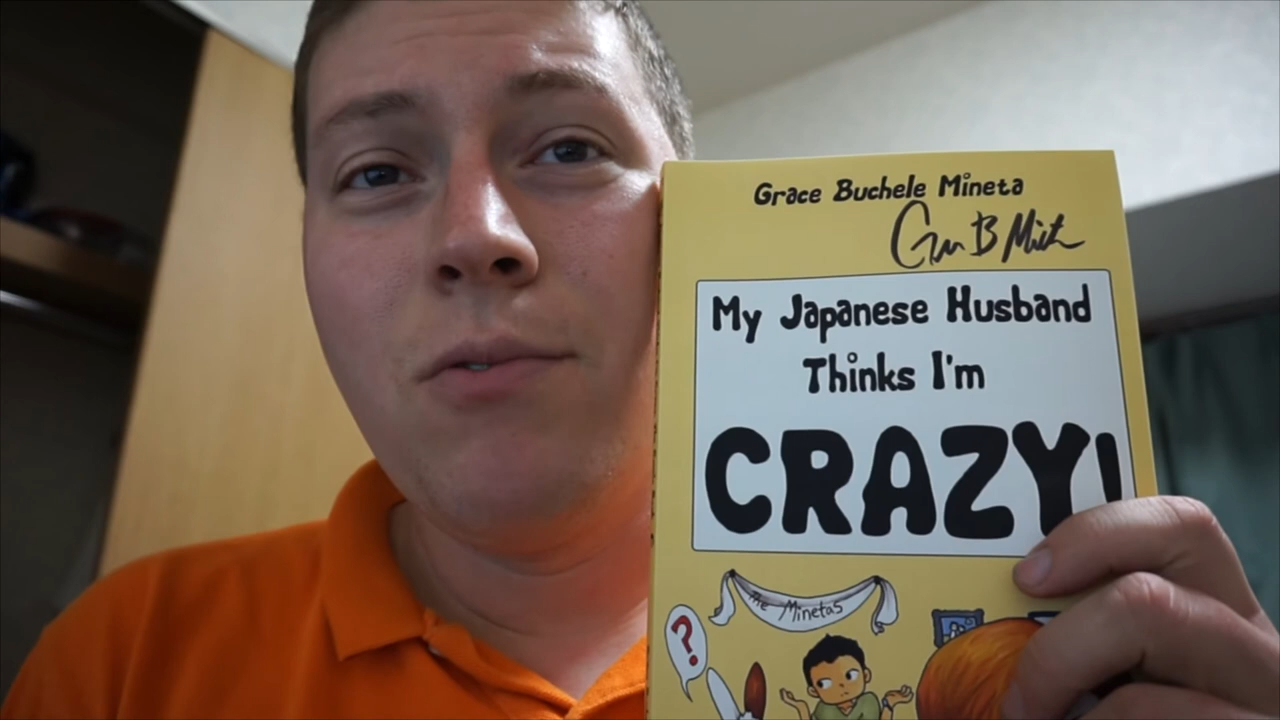 Grace Buchele Mineta
My Japanese Husband
Thinks I'm
CRAZY!
The Minetas
?